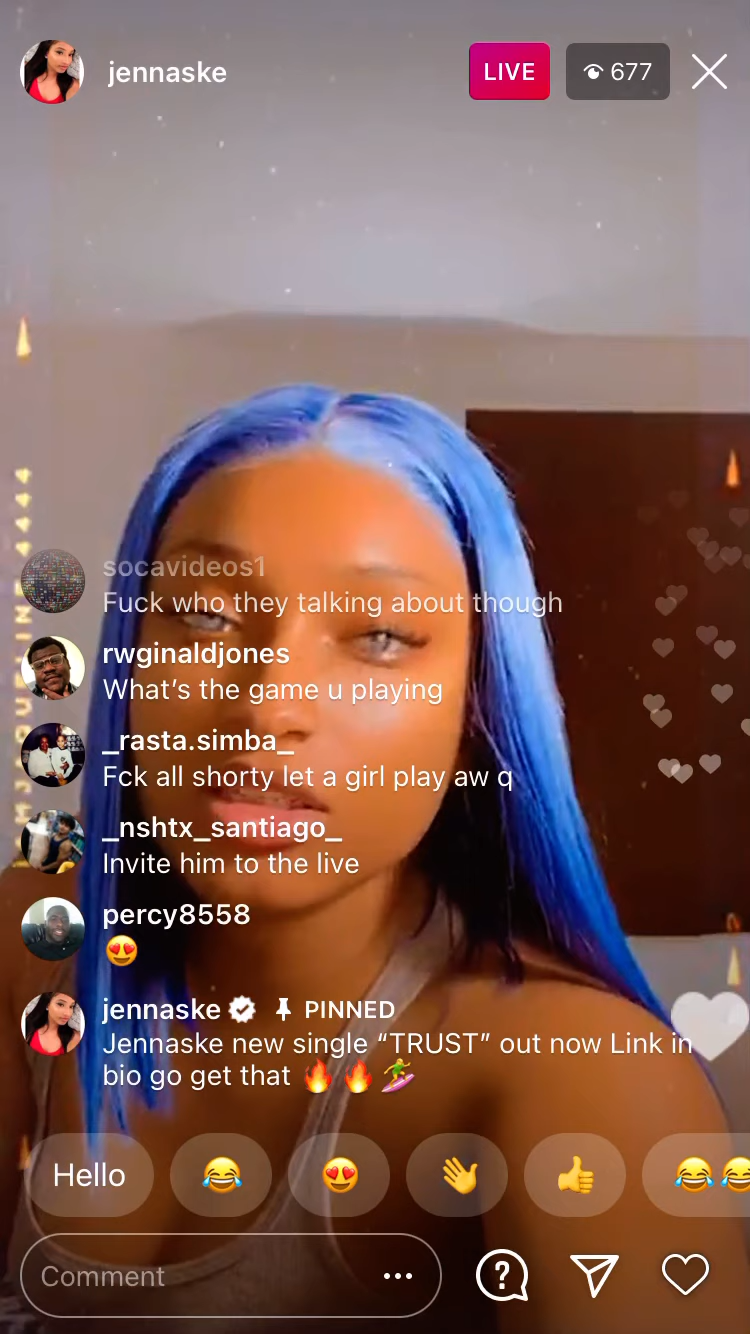 jennaske
LIVE
677
socavideos1
Fuck who they talking about though
rwginaldjones
What's the game u playing
_rasta.simba_
Fck all shorty let a girl play aw q
_nshtx_santiago_
Invite him to the live
percy8558
😍
jennaske PINNED
Jennaske new single “TRUST” out now Link in
bio go get that 🔥🔥🏄‍♀️
Hello 😂 😍 👋 👍 😂😂
Comment